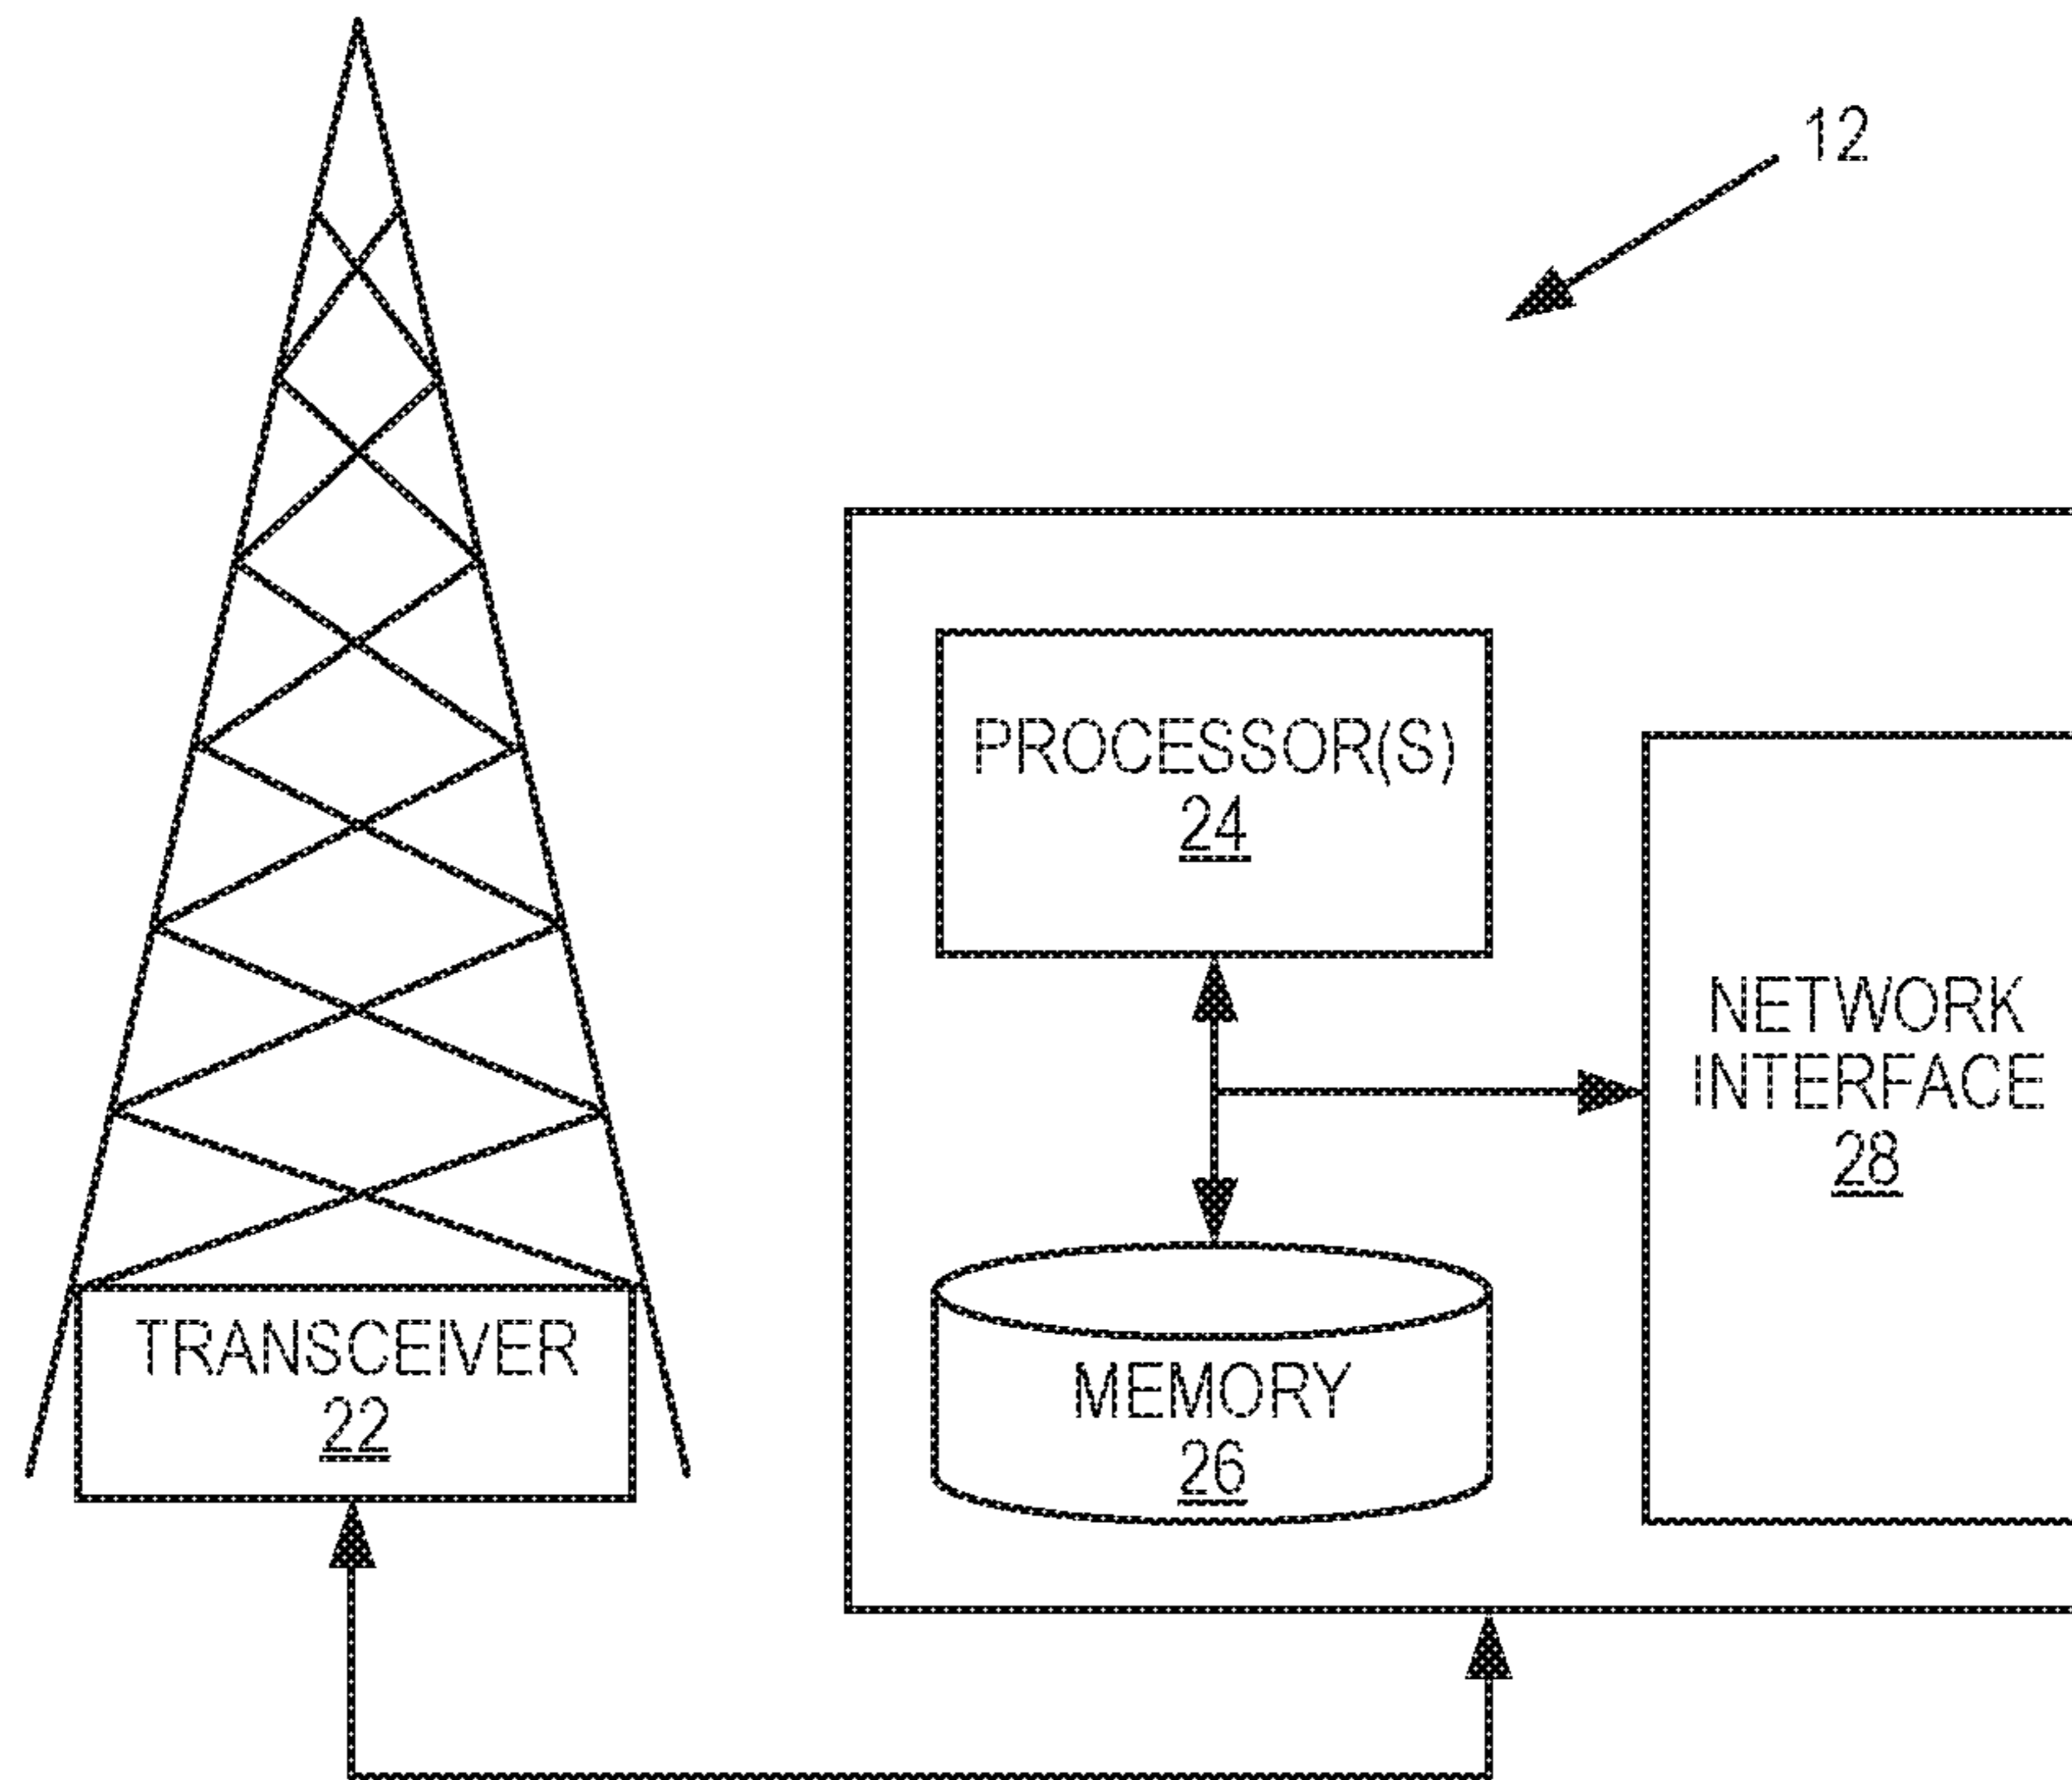 12
PROCESSOR(S)
24
NETWORK
INTERFACE
28
TRANSCEIVER
22
MEMORY
26